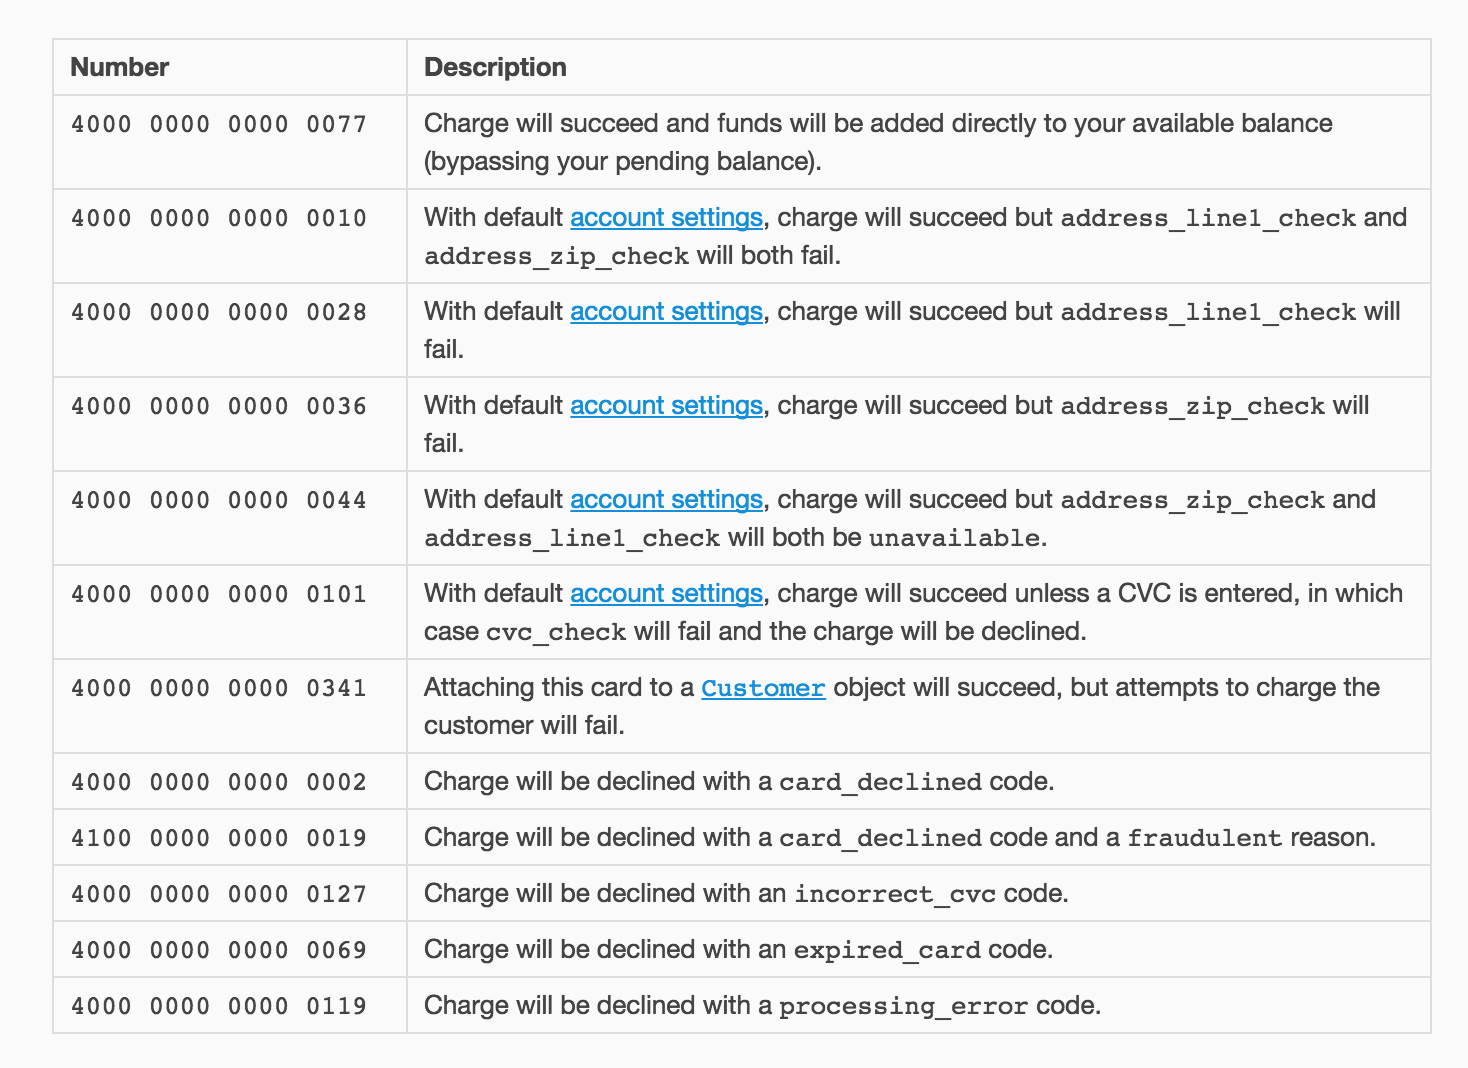 Number Description
4000 0000 0000 0077 Charge will succeed and funds will be added directly to your available balance
(bypassing your pending balance).
4000 0000 0000 0010 With default account settings, charge will succeed but address_line1_check and
address_zip_check will both fail.
4000 0000 0000 0028 With default account settings, charge will succeed but address_line1_check will
fail.
4000 0000 0000 0036 With default account settings, charge will succeed but address_zip_check will
fail.
4000 0000 0000 0044 With default account settings, charge will succeed but address_zip_check and
address_line1_check will both be unavailable.
4000 0000 0000 0101 With default account settings, charge will succeed unless a CVC is entered, in which
case cvc_check will fail and the charge will be declined.
4000 0000 0000 0341 Attaching this card to a Customer object will succeed, but attempts to charge the
customer will fail.
4000 0000 0000 0002 Charge will be declined with a card_declined code.
4100 0000 0000 0019 Charge will be declined with a card_declined code and a fraudulent reason.
4000 0000 0000 0127 Charge will be declined with an incorrect_cvc code.
4000 0000 0000 0069 Charge will be declined with an expired_card code.
4000 0000 0000 0119 Charge will be declined with a processing_error code.